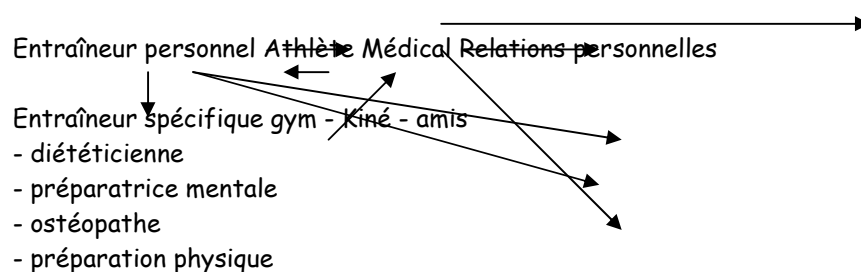 Entraîneur personnel Athlète Médical Relations personnelles
Entraîneur spécifique gym - Kiné - amis
- diététicienne
- préparatrice mentale
- ostéopathe
- préparation physique